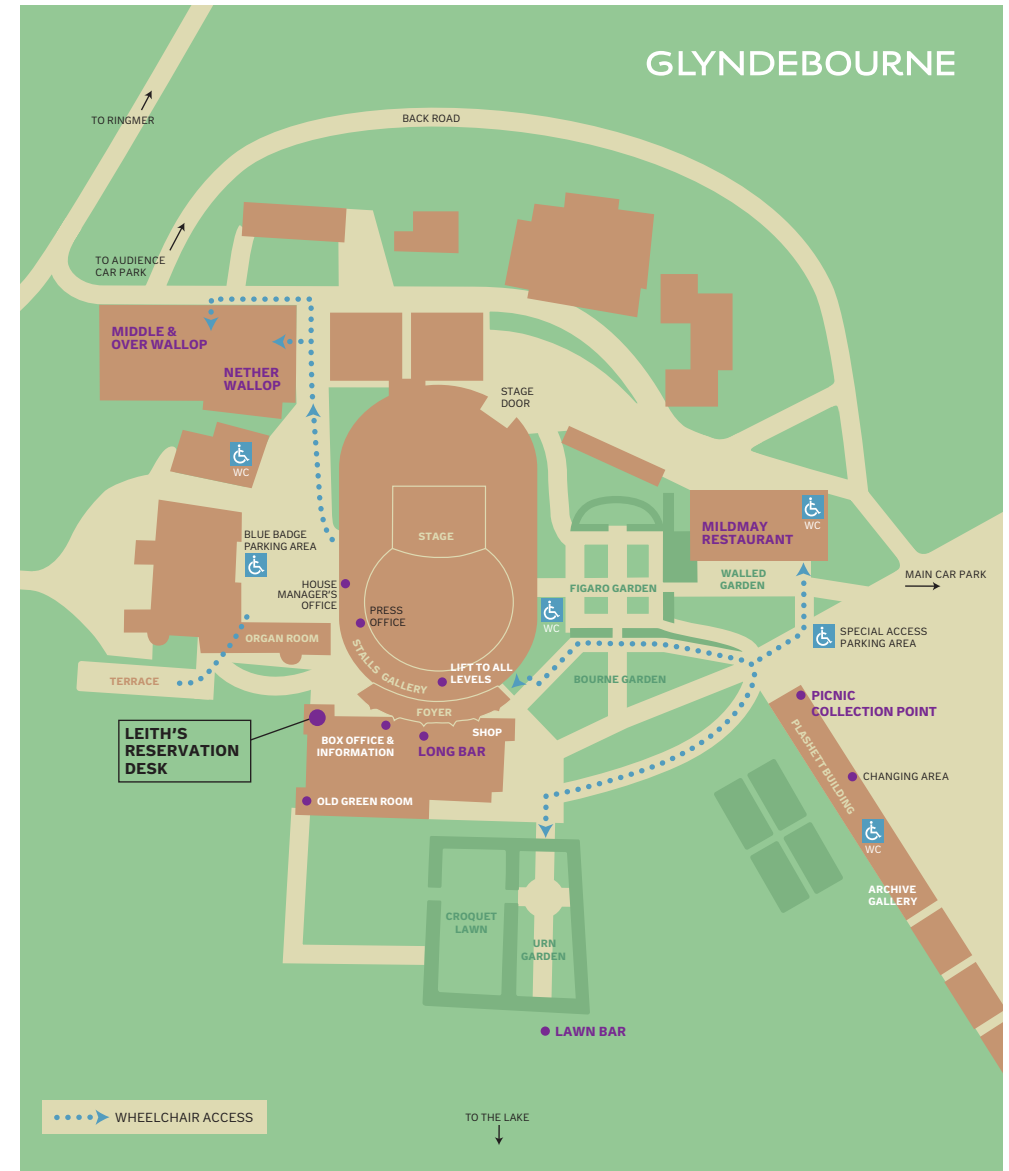 GLYNDEBOURNE
TO RINGMER
BACK ROAD
TO AUDIENCE
CAR PARK
MIDDLE &
OVER WALLOP
NETHER
WALLOP
STAGE
DOOR
WC
BLUE BADGE
PARKING AREA
STAGE
MILDMAY
RESTAURANT
WC
HOUSE
MANAGER'S
OFFICE
PRESS
OFFICE
WC
FIGARO GARDEN
WALLED
GARDEN
MAIN CAR PARK
ORGAN ROOM
TERRACE
STALLS GALLERY
LIFT TO ALL
LEVELS
BOURNE GARDEN
SPECIAL ACCESS
PARKING AREA
FOYER
SHOP
LEITH'S
RESERVATION
DESK
BOX OFFICE &
INFORMATION
LONG BAR
PICNIC
COLLECTION POINT
PLASHETT BUILDING
CHANGING AREA
OLD GREEN ROOM
WC
ARCHIVE
GALLERY
CROQUET
LAWN
URN
GARDEN
LAWN BAR
WHEELCHAIR ACCESS
TO THE LAKE